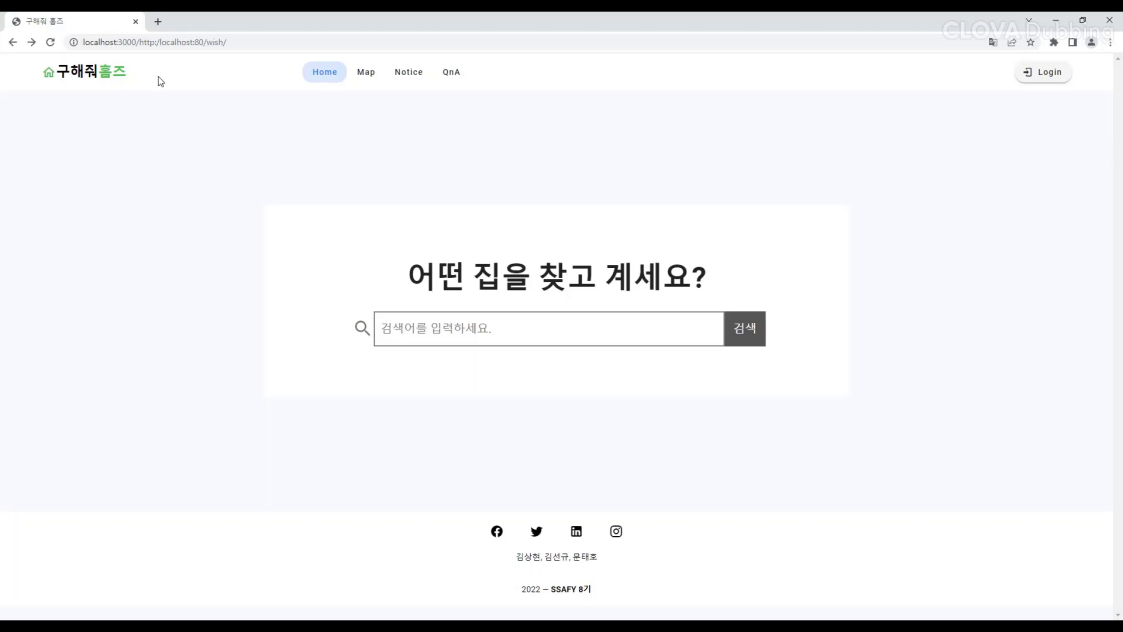 구해줘 홈즈
CLOVA Dubbing
localhost:3000/http:/localhost:80/wish/
구해줘홈즈
Home
Map
Notice
QnA
Login
어떤 집을 찾고 계세요?
검색어를 입력하세요.
검색
김상현, 김선규, 문태호
2022 — SSAFY 8기